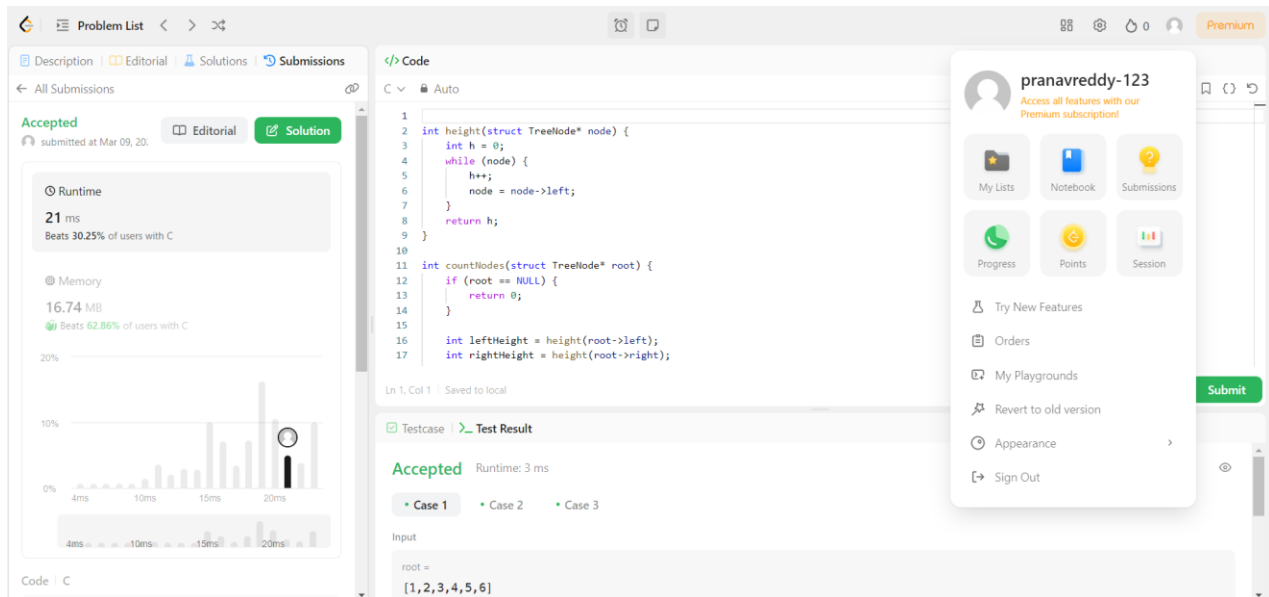 Problem List
0
Premium
Description
Editorial
Solutions
Submissions
All Submissions
Accepted
submitted at Mar 09, 20
Editorial
Solution
Runtime
21 ms
Beats 30.25% of users with C
Memory
16.74 MB
Beats 62.86% of users with C
20%
10%
0%
4ms 10ms 15ms 20ms
4ms 10ms 15ms 20ms
Code | C
</> Code
C Auto
1
2 int height(struct TreeNode* node) {
3 int h = 0;
4 while (node) {
5 h++;
6 node = node->left;
7 }
8 return h;
9 }
10
11 int countNodes(struct TreeNode* root) {
12 if (root == NULL) {
13 return 0;
14 }
15
16 int leftHeight = height(root->left);
17 int rightHeight = height(root->right);
Ln 1, Col 1 | Saved to local
Submit
Testcase
Test Result
Accepted Runtime: 3 ms
• Case 1 • Case 2 • Case 3
Input
root =
[1,2,3,4,5,6]
pranavreddy-123
Access all features with our
Premium subscription!
My Lists Notebook Submissions
Progress Points Session
Try New Features
Orders
My Playgrounds
Revert to old version
Appearance
Sign Out